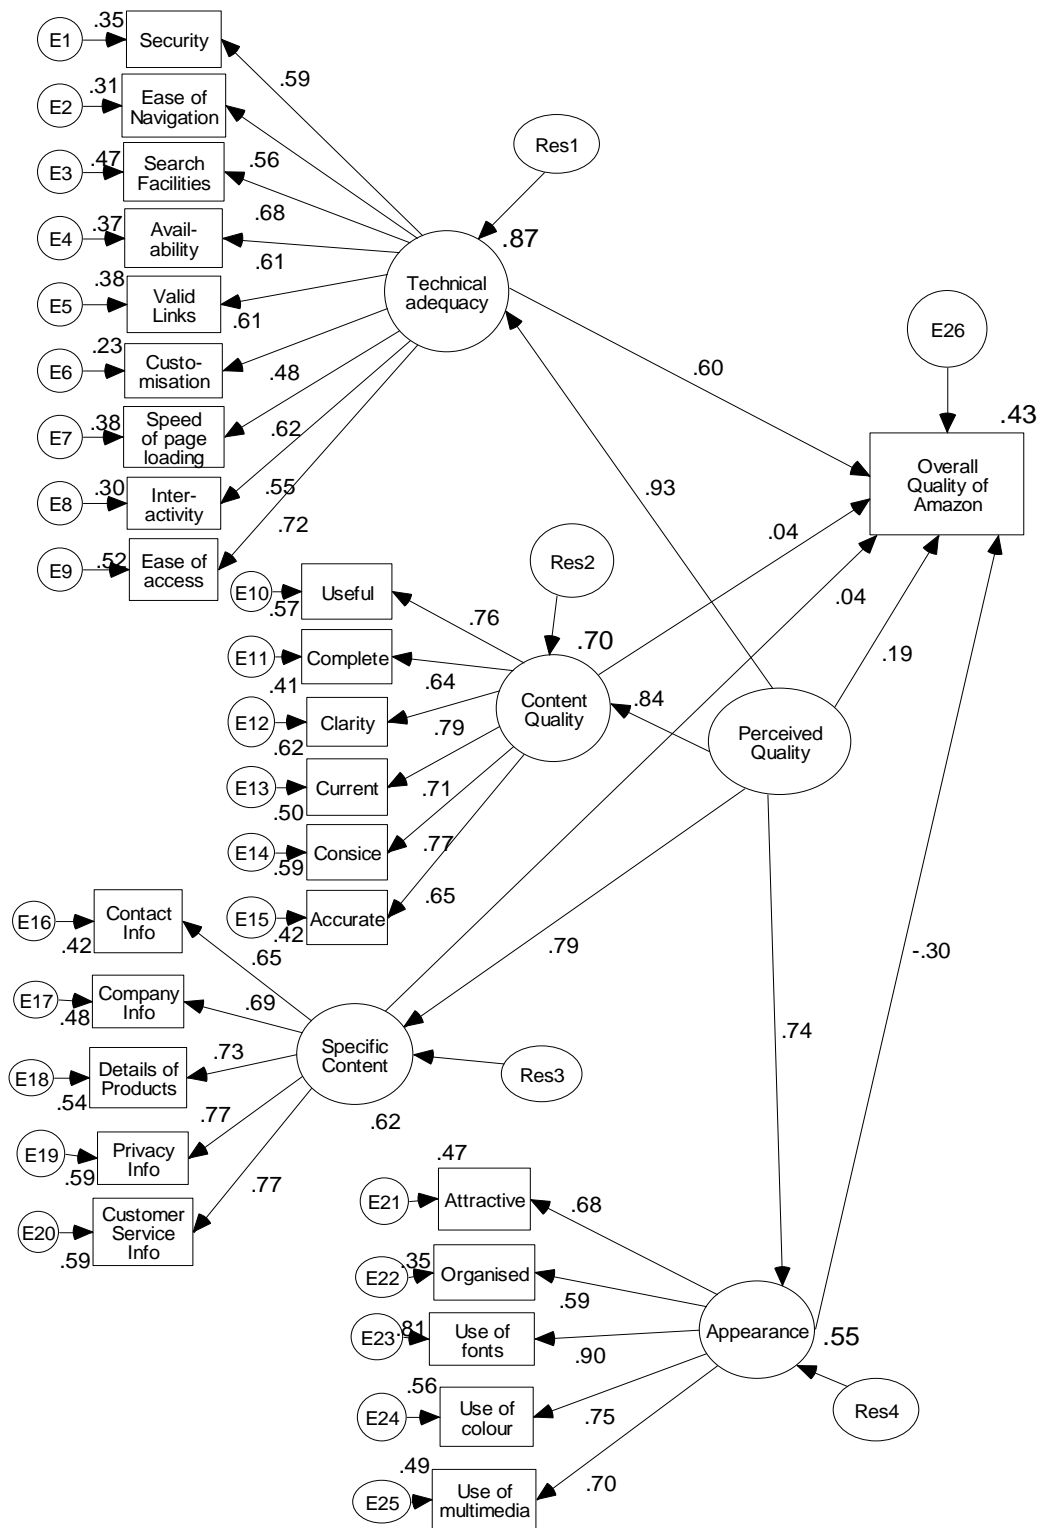 .35
E1
Security
.59
.31
E2
Ease of
Navigation
Res1
.47
E3
Search
Facilities
.56
.37
E4
Avail-
ability
.68
.87
.61
Technical
adequacy
.38
E5
Valid
Links
.61
E26
.23
E6
Custo-
misation
.48
.60
.38
E7
Speed
of page
loading
.62
.43
Overall
Quality of
Amazon
.30
E8
Inter-
activity
.55
.93
.72
.04
.52
E9
Ease of
access
Res2
E10
.57
Useful
.76
.04
.70
E11
.41
Complete
.64
.19
E12
.62
Clarity
.79
Content
Quality
.84
Perceived
Quality
E13
.50
Current
.71
E14
.59
Consice
.77
E15
.42
Accurate
.65
E16
.42
Contact
Info
.65
.79
-.30
E17
.48
Company
Info
.69
E18
.54
Details of
Products
.73
Specific
Content
Res3
.74
.62
E19
.59
Privacy
Info
.77
E20
.59
Customer
Service
Info
.77
.47
E21
Attractive
.68
.35
E22
Organised
.59
.81
E23
Use of
fonts
.90
Appearance
.55
.56
E24
Use of
colour
.75
Res4
.49
E25
Use of
multimedia
.70